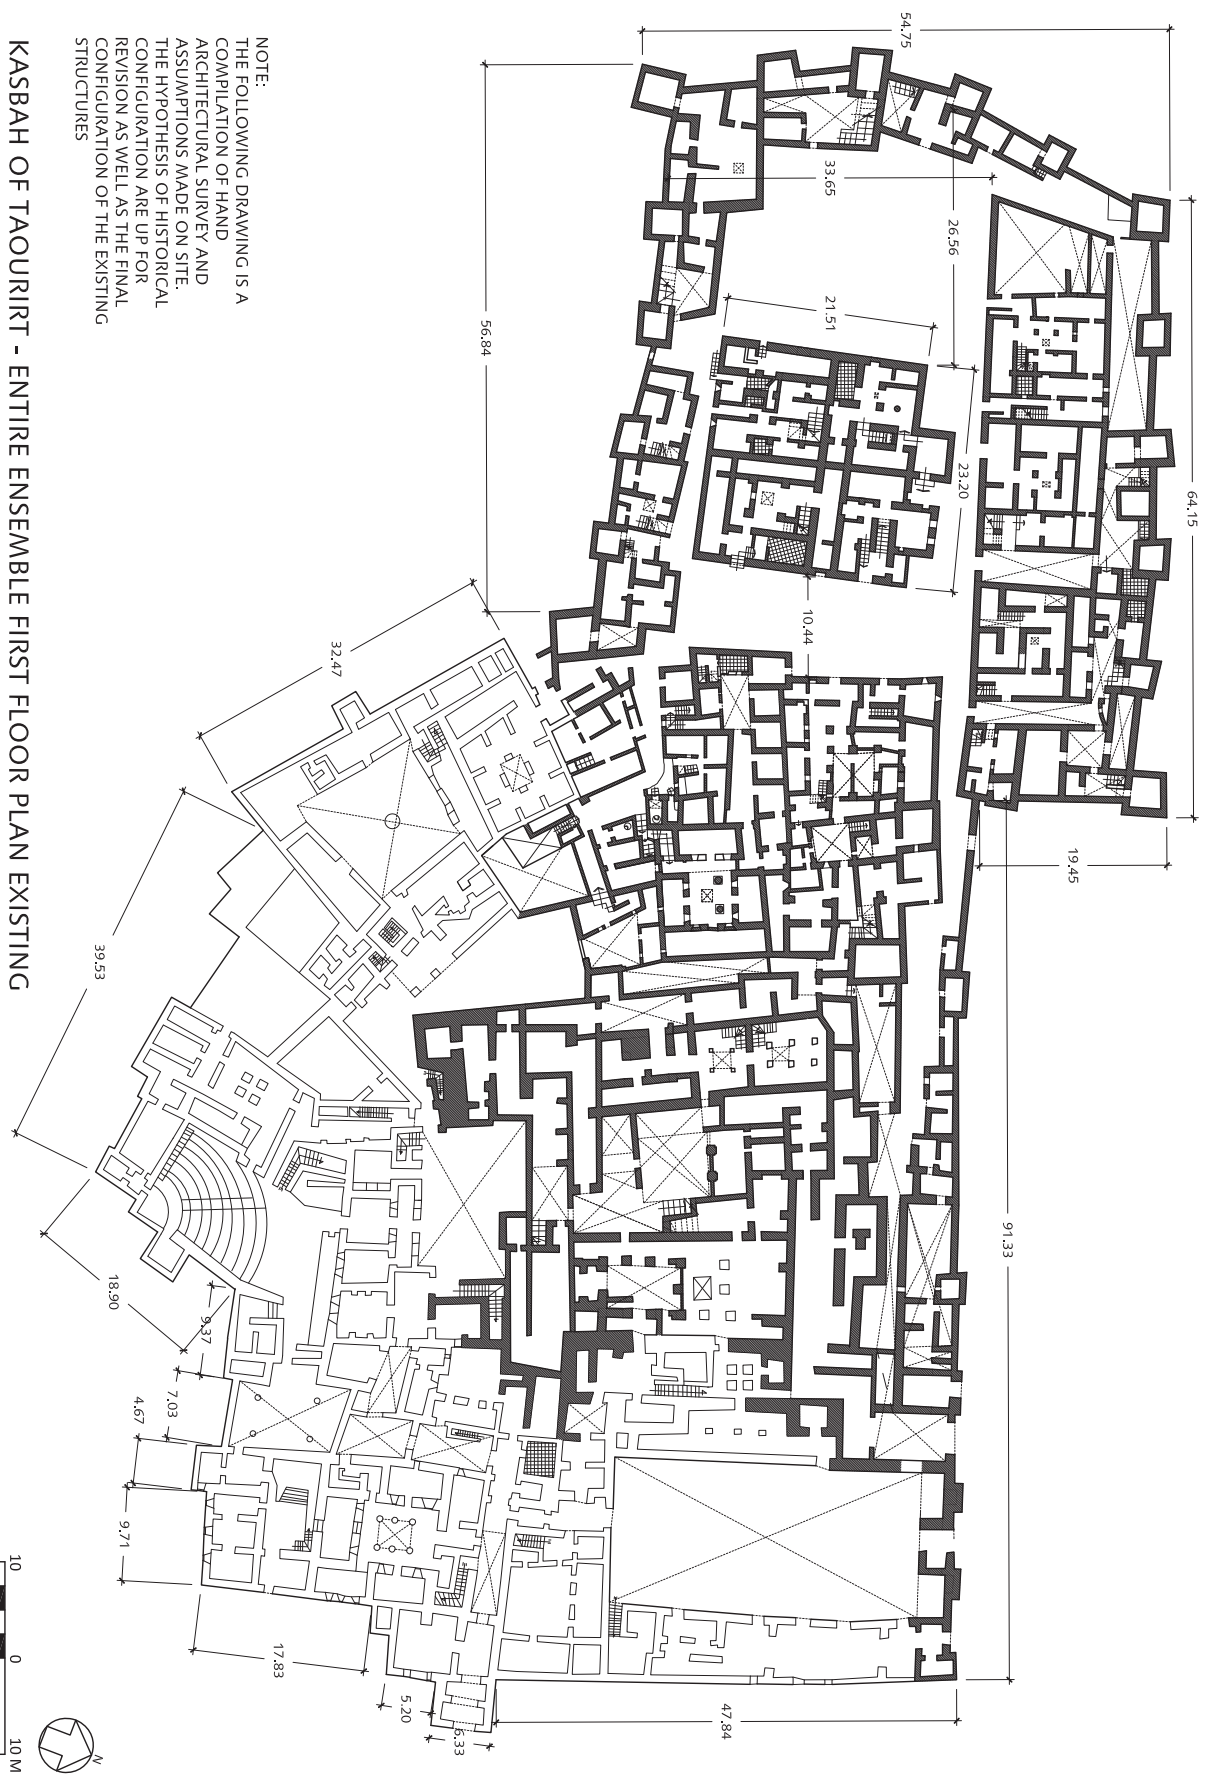 KASBAH OF TAOURIRT - ENTIRE ENSEMBLE FIRST FLOOR PLAN EXISTING
NOTE:
THE FOLLOWING DRAWING IS A
COMPILATION OF HAND
ARCHITECTURAL SURVEY AND
ASSUMPTIONS MADE ON SITE.
THE HYPOTHESIS OF HISTORICAL
CONFIGURATION ARE UP FOR
REVISION AS WELL AS THE FINAL
CONFIGURATION OF THE EXISTING
STRUCTURES
54.75
33.65
26.56
64.15
21.51
23.20
56.84
10.44
19.45
32.47
39.53
91.33
18.90
9.37
7.03
4.67
9.71
17.83
5.20
6.33
47.84
10
0
10 M
N